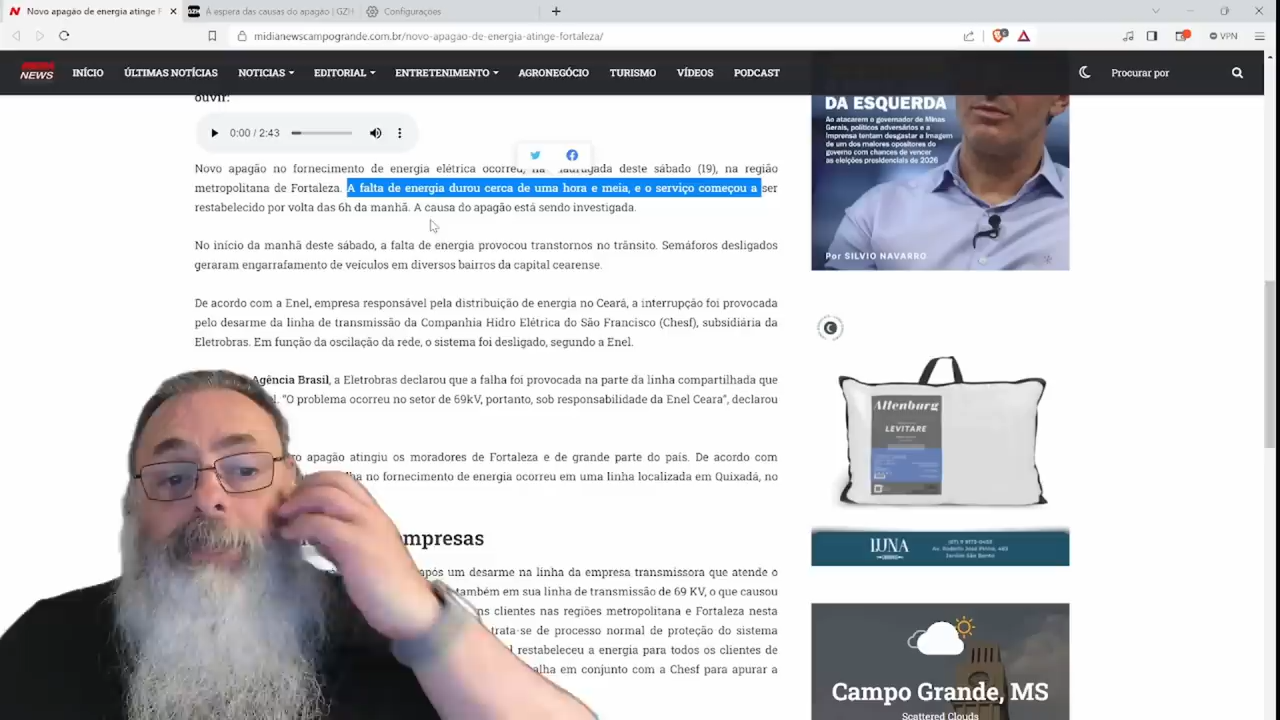 Novo apagão de energia atinge Fo
À espera das causas do apagão | GZH
Configurações
midianewscampogrande.com.br/novo-apagao-de-energia-atinge-fortaleza/
VPN
NEWS
INÍCIO
ÚLTIMAS NOTÍCIAS
NOTICIAS
EDITORIAL
ENTRETENIMENTO
AGRONEGÓCIO
TURISMO
VÍDEOS
PODCAST
Procurar por
ouvir:
0:00 / 2:43
Novo apagão no fornecimento de energia elétrica ocorreu, na madrugada deste sábado (19), na região
metropolitana de Fortaleza. A falta de energia durou cerca de uma hora e meia, e o serviço começou a ser
restabelecido por volta das 6h da manhã. A causa do apagão está sendo investigada.
No início da manhã deste sábado, a falta de energia provocou transtornos no trânsito. Semáforos desligados
geraram engarrafamento de veículos em diversos bairros da capital cearense.
De acordo com a Enel, empresa responsável pela distribuição de energia no Ceará, a interrupção foi provocada
pelo desarme da linha de transmissão da Companhia Hidro Elétrica do São Francisco (Chesf), subsidiária da
Eletrobras. Em função da oscilação da rede, o sistema foi desligado, segundo a Enel.
Agência Brasil, a Eletrobras declarou que a falha foi provocada na parte da linha compartilhada que
"O problema ocorreu no setor de 69kV, portanto, sob responsabilidade da Enel Ceara", declarou
apagão atingiu os moradores de Fortaleza e de grande parte do país. De acordo com
no fornecimento de energia ocorreu em uma linha localizada em Quixadá, no
mpresas
após um desarme na linha da empresa transmissora que atende o
também em sua linha de transmissão de 69 KV, o que causou
clientes nas regiões metropolitana e Fortaleza nesta
trata-se de processo normal de proteção do sistema
restabeleceu a energia para todos os clientes de
alha em conjunto com a Chesf para apurar a
DA ESQUERDA
Ao atacarem o governador de Minas
Gerais, políticos adversários e a
imprensa tentam desgastar a imagem
de um dos melhores opositores do
governo com chances de vencer
as eleições presidenciais de 2026
Por SILVIO NAVARRO
Altenburg
LEVITARE
LUNA
Campo Grande, MS
Scattered Clouds